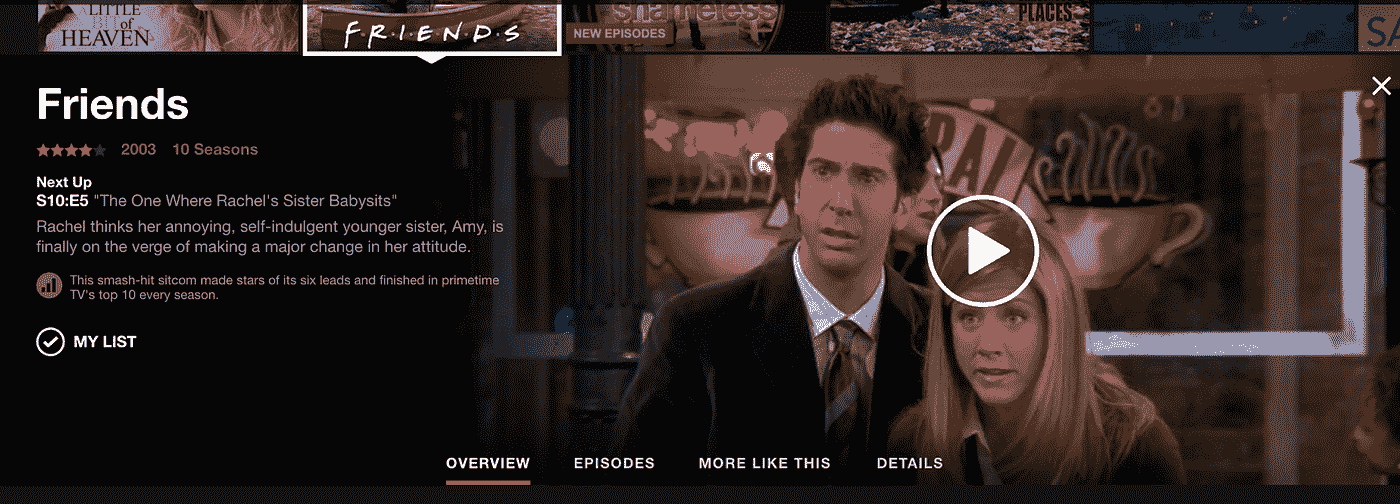 LITTLE
BIT of
HEAVEN
F·R·I·E·N·D·S
shameless
NEW EPISODES
PLACES
SA
Friends
2003 10 Seasons
Next Up
S10:E5 "The One Where Rachel's Sister Babysits"
Rachel thinks her annoying, self-indulgent younger sister, Amy, is
finally on the verge of making a major change in her attitude.
This smash-hit sitcom made stars of its six leads and finished in primetime
TV's top 10 every season.
MY LIST
RAL
OVERVIEW EPISODES MORE LIKE THIS DETAILS